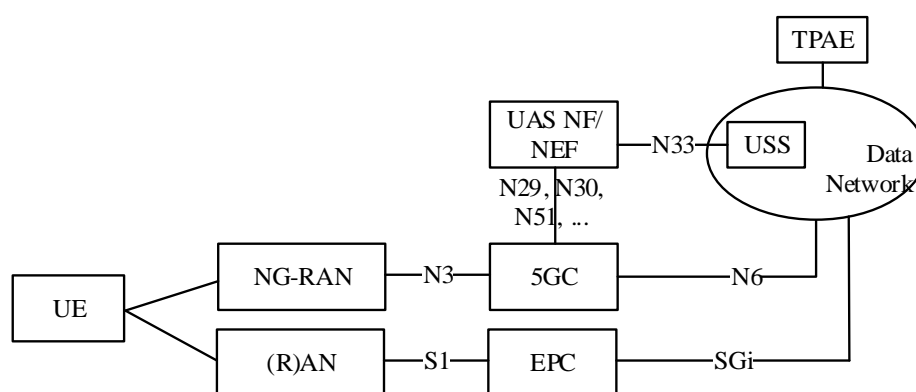 TPAE
UAS NF/
NEF
N33
USS
Data
Network
N29, N30,
N51, ...
NG-RAN
N3
5GC
N6
UE
(R)AN
S1
EPC
SGi